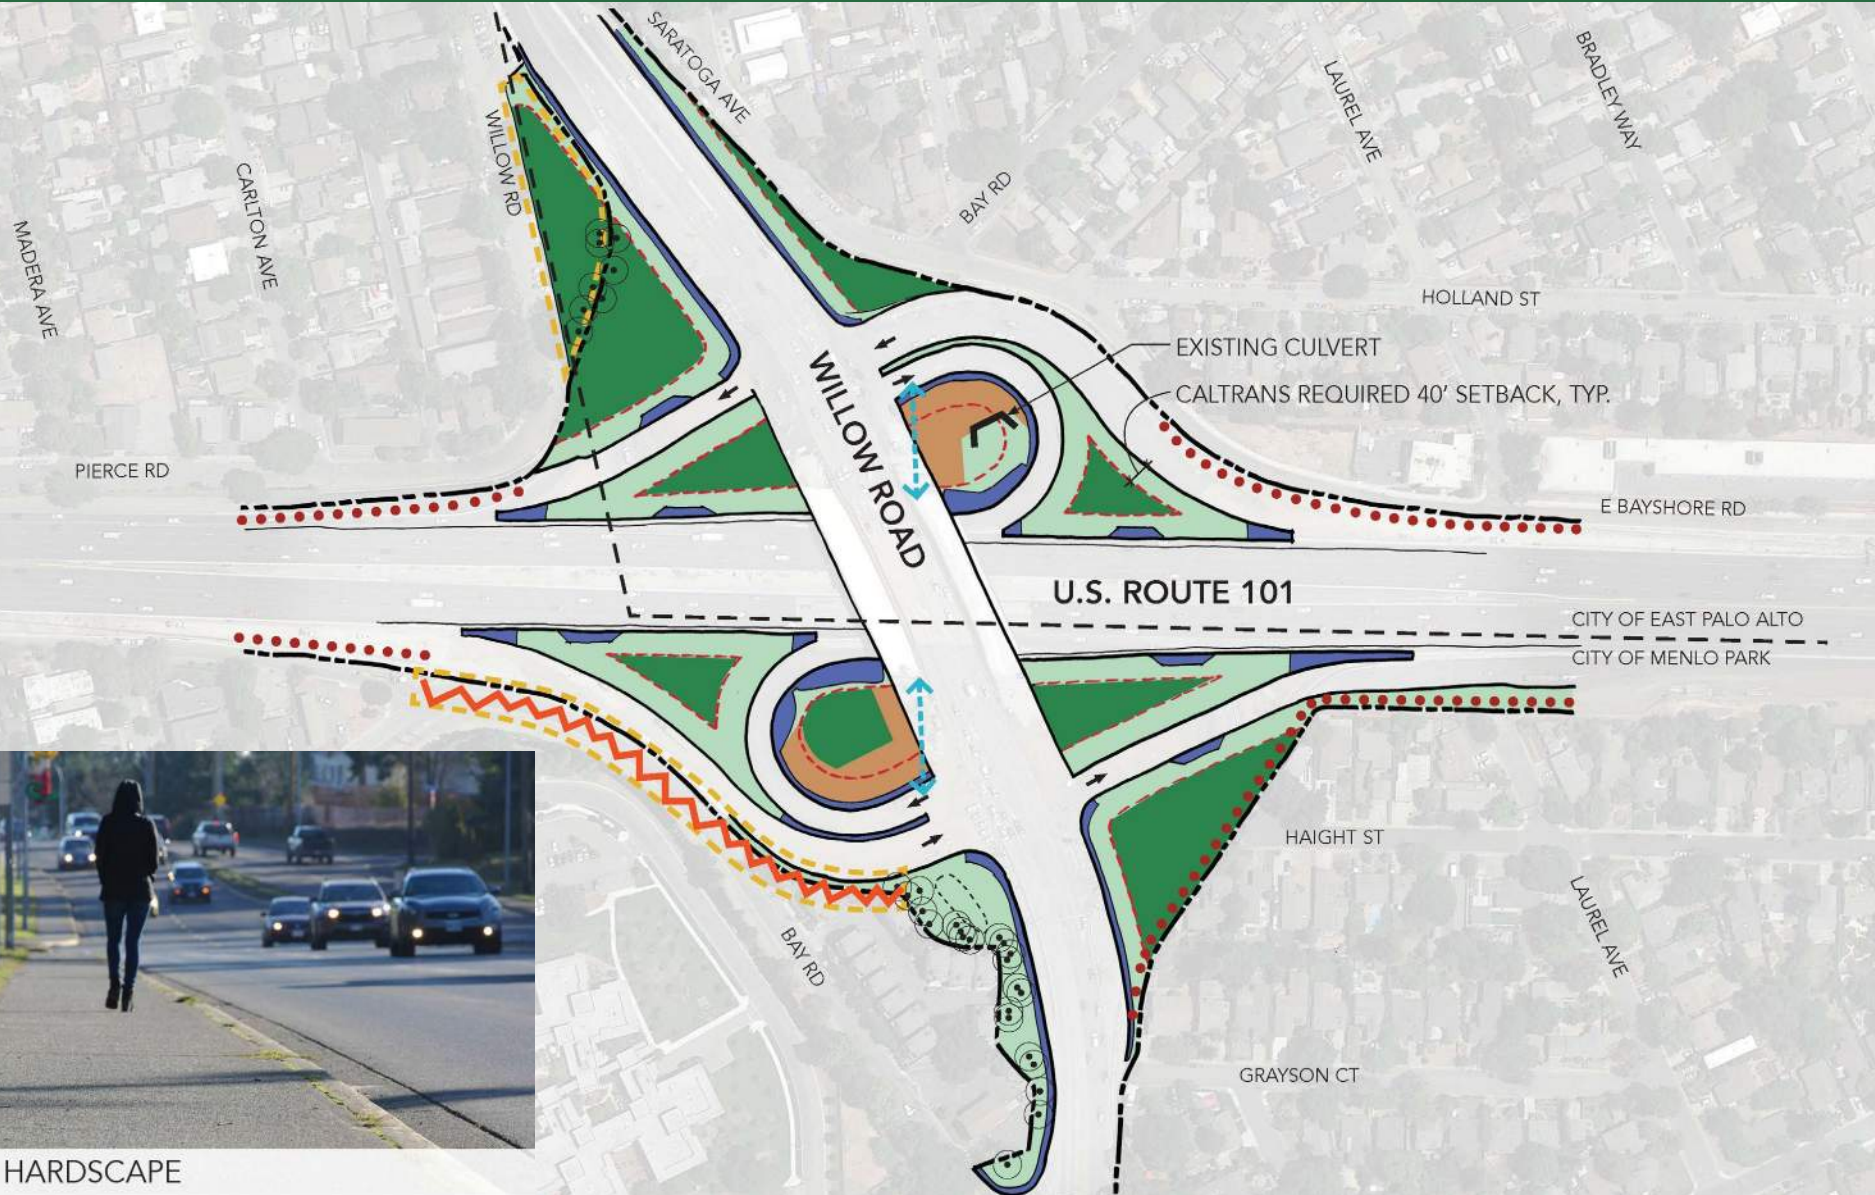 SARATOGA AVE
BRADLEY WAY
LAUREL AVE
WILLOW RD
CARLTON AVE
BAY RD
MADERA AVE
HOLLAND ST
EXISTING CULVERT
CALTRANS REQUIRED 40' SETBACK, TYP.
WILLOW ROAD
PIERCE RD
E BAYSHORE RD
U.S. ROUTE 101
CITY OF EAST PALO ALTO
CITY OF MENLO PARK
HAIGHT ST
LAUREL AVE
BAY RD
GRAYSON CT
HARDSCAPE